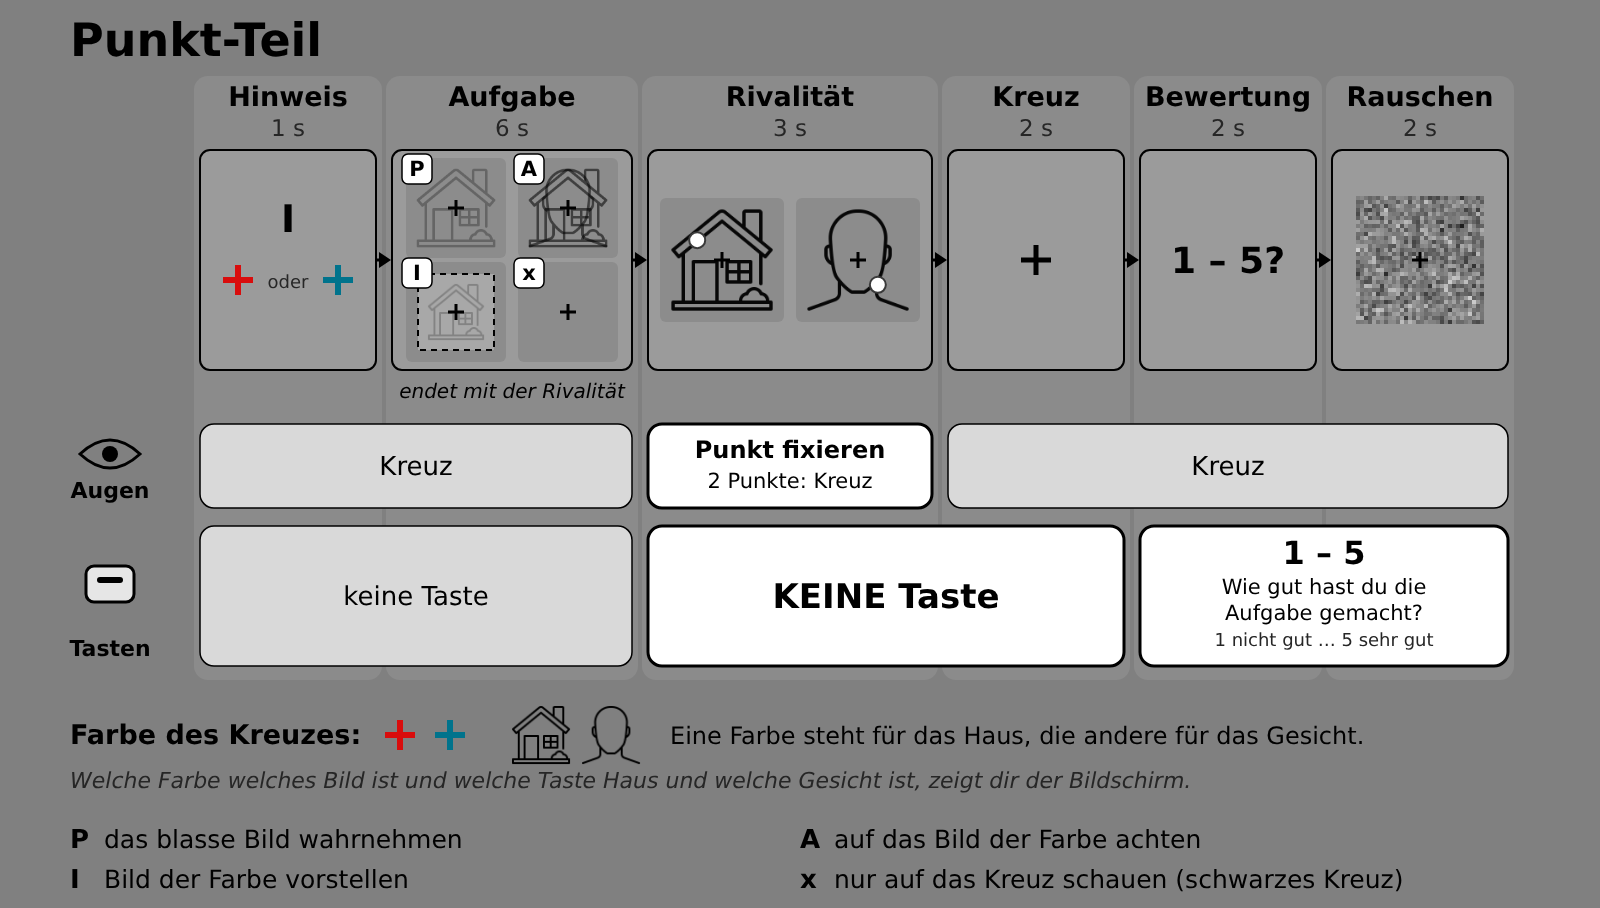 Punkt-Teil
Hinweis
1 s
Aufgabe
6 s
Rivalität
3 s
Kreuz
2 s
Bewertung
2 s
Rauschen
2 s
I
oder
P
A
I
x
1 – 5?
endet mit der Rivalität
Augen
Kreuz
Punkt fixieren
2 Punkte: Kreuz
Kreuz
Tasten
keine Taste
KEINE Taste
1 – 5
Wie gut hast du die
Aufgabe gemacht?
1 nicht gut ... 5 sehr gut
Farbe des Kreuzes:
Eine Farbe steht für das Haus, die andere für das Gesicht.
Welche Farbe welches Bild ist und welche Taste Haus und welche Gesicht ist, zeigt dir der Bildschirm.
P das blasse Bild wahrnehmen
A auf das Bild der Farbe achten
I Bild der Farbe vorstellen
x nur auf das Kreuz schauen (schwarzes Kreuz)